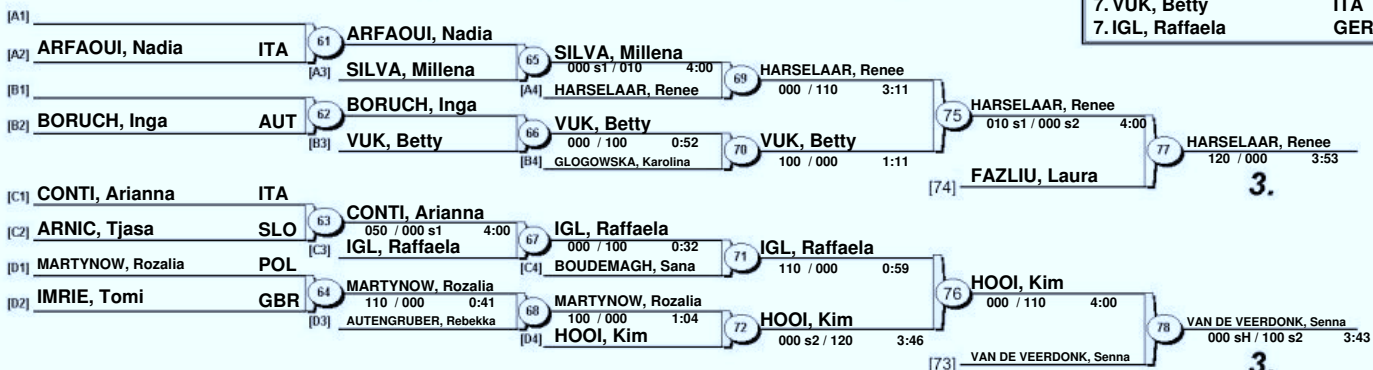 7. VUK, Betty ITA
7. IGL, Raffaela GER
[A1]
[A2] ARFAOUI, Nadia ITA
61 ARFAOUI, Nadia
[A3] SILVA, Millena
65 SILVA, Millena
000 s1 / 010 4:00
[A4] HARSELAAR, Renee
69 HARSELAAR, Renee
000 / 110 3:11
[B1]
[B2] BORUCH, Inga AUT
62 BORUCH, Inga
[B3] VUK, Betty
66 VUK, Betty
000 / 100 0:52
[B4] GLOGOWSKA, Karolina
70 VUK, Betty
100 / 000 1:11
75 HARSELAAR, Renee
010 s1 / 000 s2 4:00
[74] FAZLIU, Laura
77 HARSELAAR, Renee
120 / 000 3:53
3.
[C1] CONTI, Arianna ITA
[C2] ARNIC, Tjasa SLO
63 CONTI, Arianna
050 / 000 s1 4:00
[C3] IGL, Raffaela
67 IGL, Raffaela
000 / 100 0:32
[C4] BOUDEMAGH, Sana
71 IGL, Raffaela
110 / 000 0:59
[D1] MARTYNOW, Rozalia POL
[D2] IMRIE, Tomi GBR
64 MARTYNOW, Rozalia
110 / 000 0:41
[D3] AUTENGRUBER, Rebekka
68 MARTYNOW, Rozalia
100 / 000 1:04
[D4] HOOI, Kim
72 HOOI, Kim
000 s2 / 120 3:46
76 HOOI, Kim
000 / 110 4:00
[73] VAN DE VEERDONK, Senna
78 VAN DE VEERDONK, Senna
000 sH / 100 s2 3:43
3.